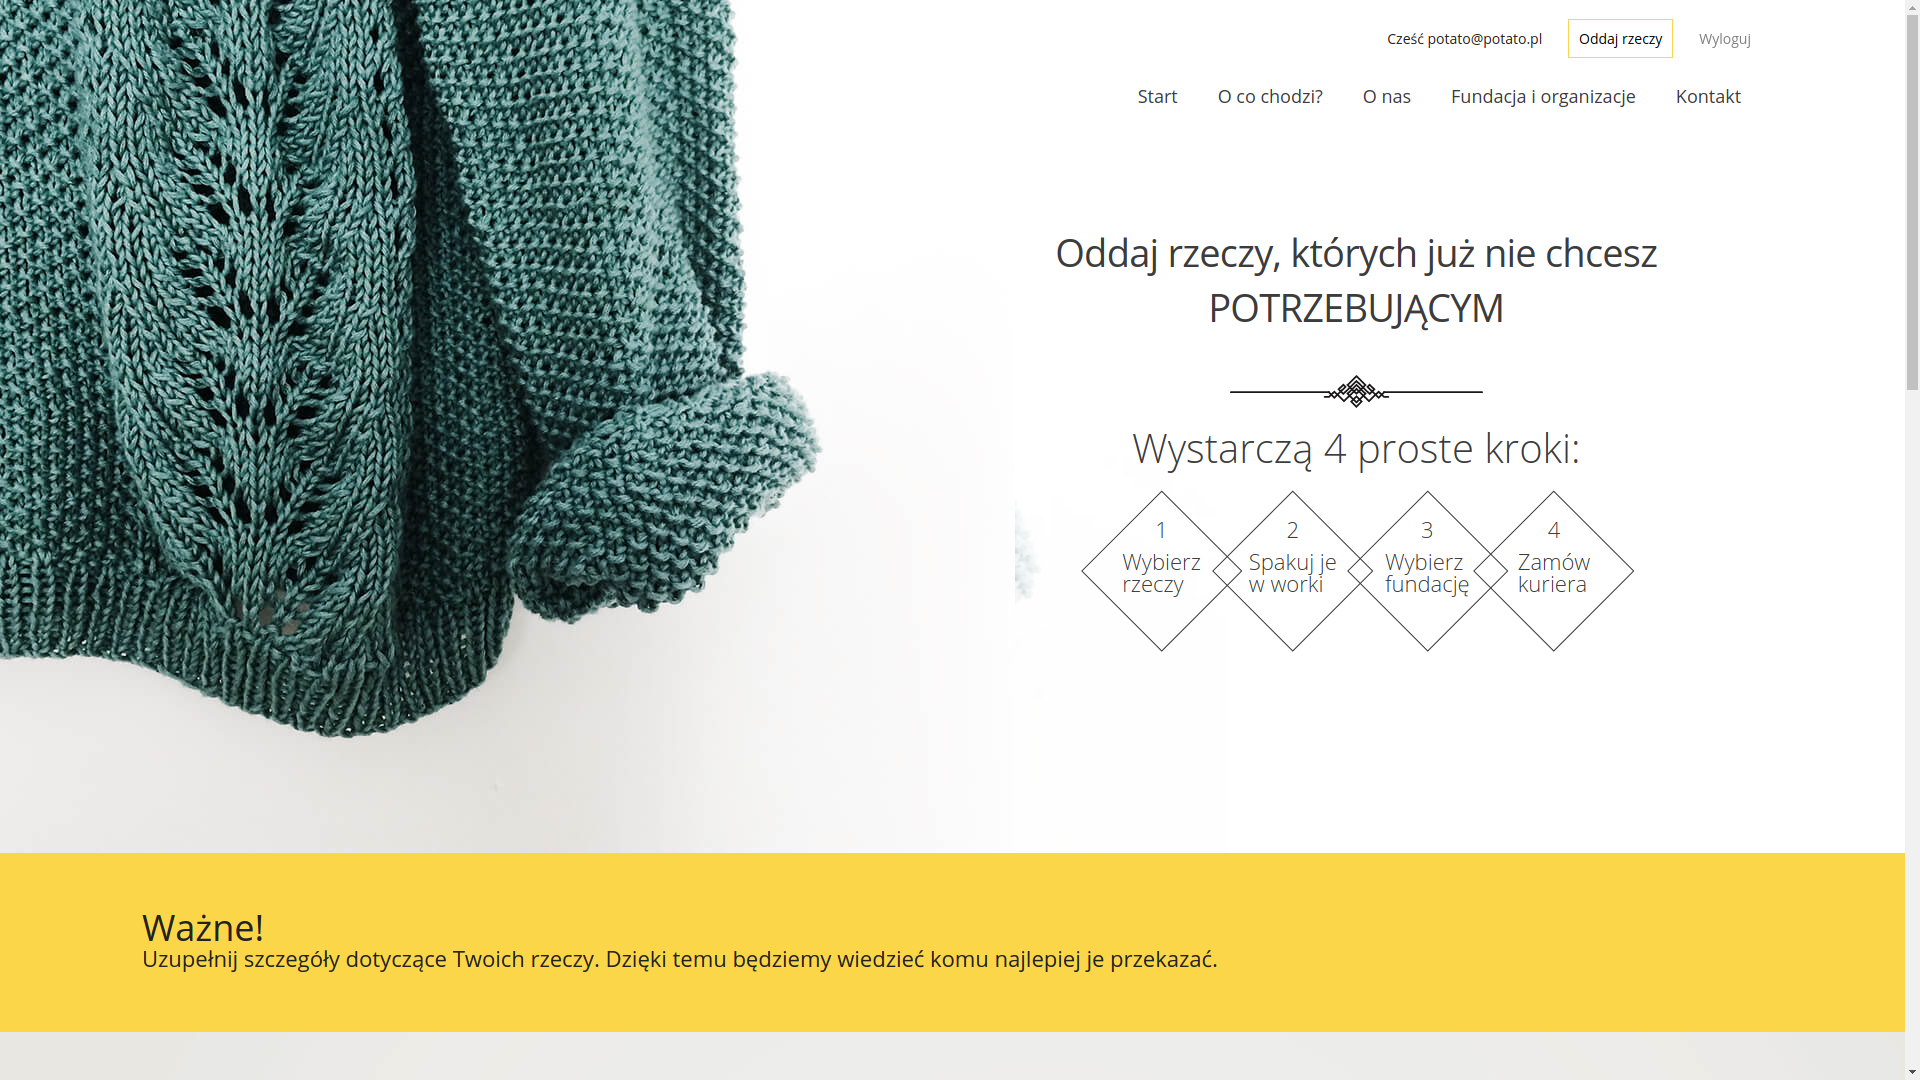 Cześć potato@potato.pl Oddaj rzeczy Wyloguj
Start O co chodzi? O nas Fundacja i organizacje Kontakt
Oddaj rzeczy, których już nie chcesz
POTRZEBUJĄCYM
Wystarczą 4 proste kroki:
1
Wybierz
rzeczy
2
Spakuj je
w worki
3
Wybierz
fundację
4
Zamów
kuriera
Ważne!
Uzupełnij szczegóły dotyczące Twoich rzeczy. Dzięki temu będziemy wiedzieć komu najlepiej je przekazać.